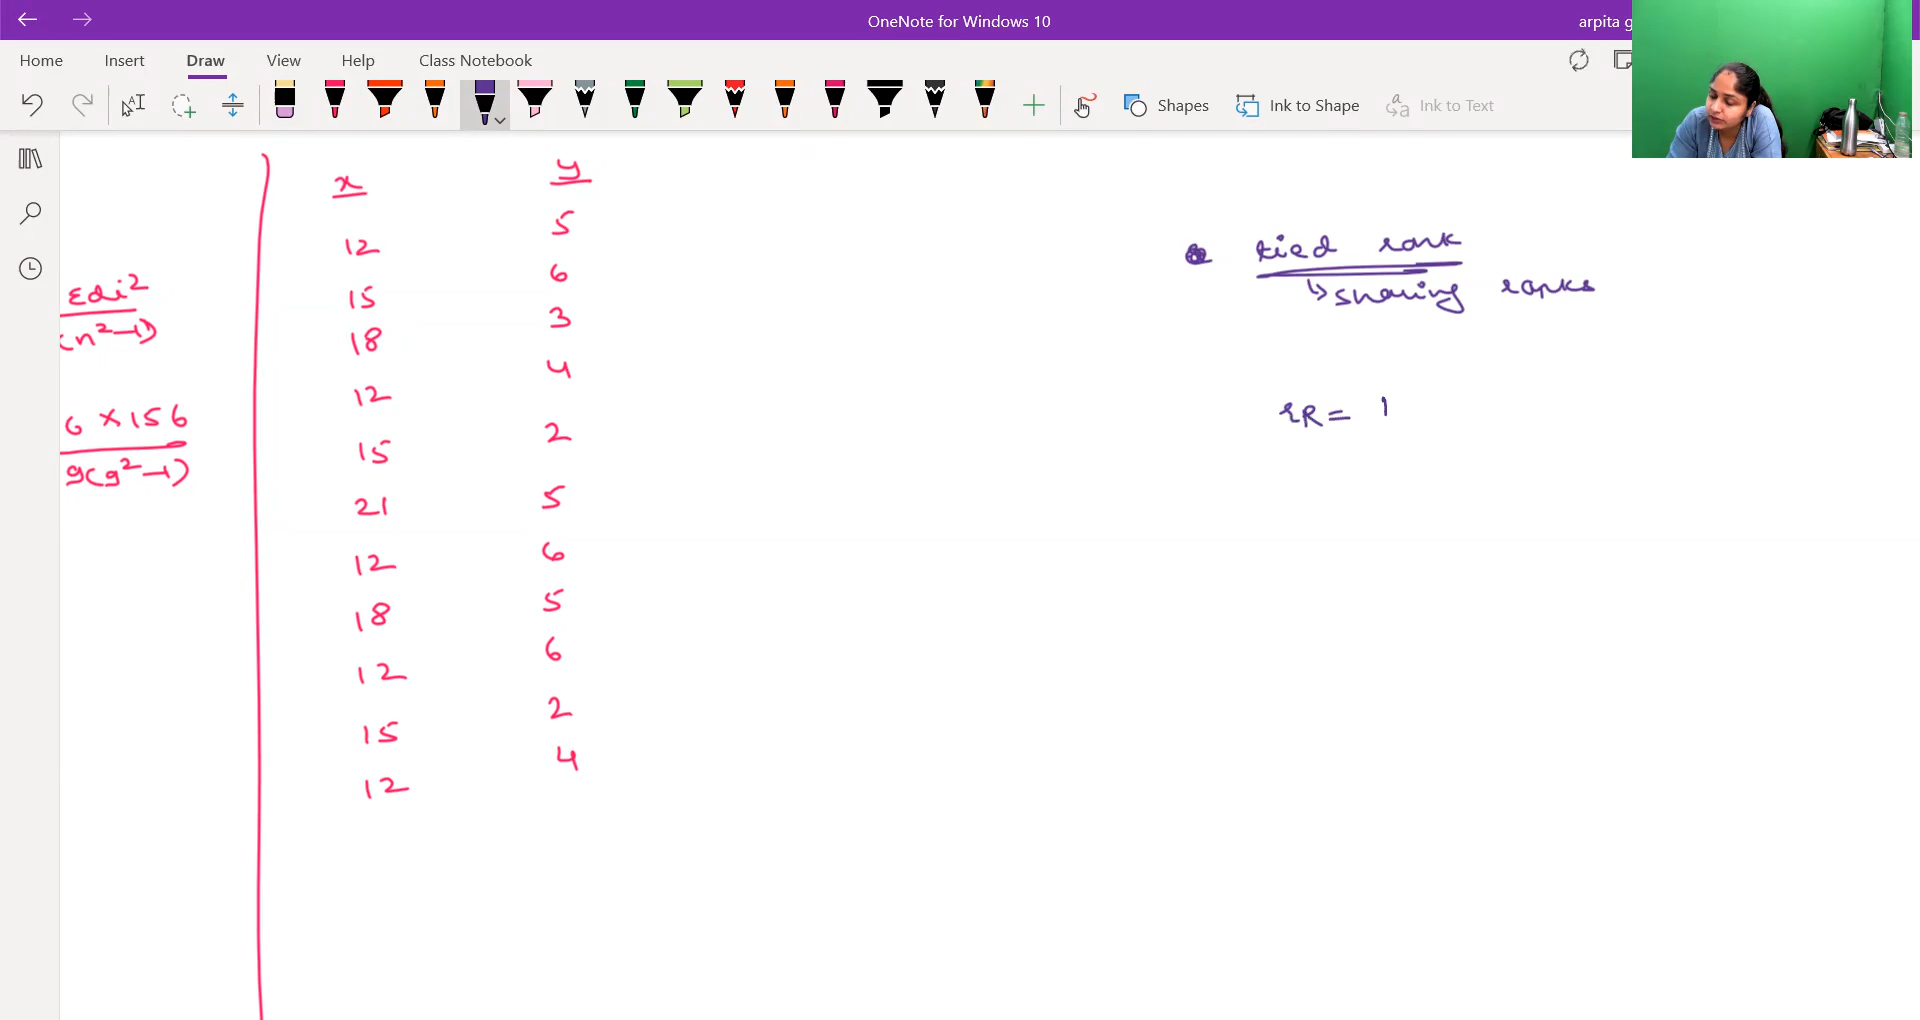 OneNote for Windows 10
arpita g
Home Insert Draw View Help Class Notebook
Shapes Ink to Shape Ink to Text
Σdi²
(n²-1)
6 × 156
9(9²-1)
x y
12 5
15 6
18 3
12 4
15 2
21 5
12 6
18 5
12 6
15 2
12 4
tied rank
↳ sharing ranks
rR = 1